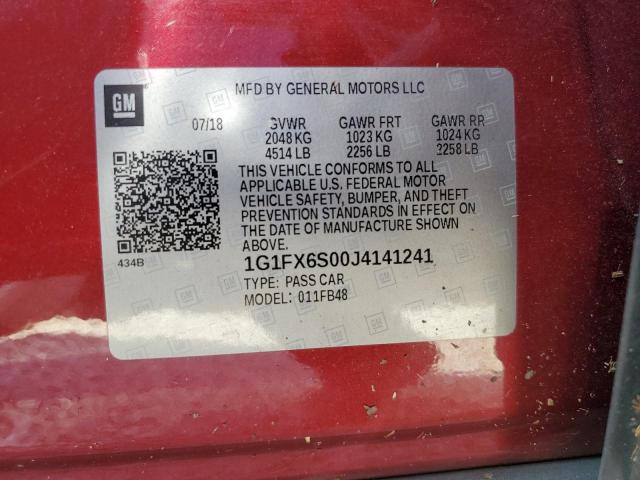 GM
MFD BY GENERAL MOTORS LLC
07/18 GVWR GAWR FRT GAWR RR
2048 KG 1023 KG 1024 KG
4514 LB 2256 LB 2258 LB
THIS VEHICLE CONFORMS TO ALL
APPLICABLE U.S. FEDERAL MOTOR
VEHICLE SAFETY, BUMPER, AND THEFT
PREVENTION STANDARDS IN EFFECT ON
THE DATE OF MANUFACTURE SHOWN
ABOVE.
434B
1G1FX6S00J4141241
TYPE: PASS CAR
MODEL: 011FB48